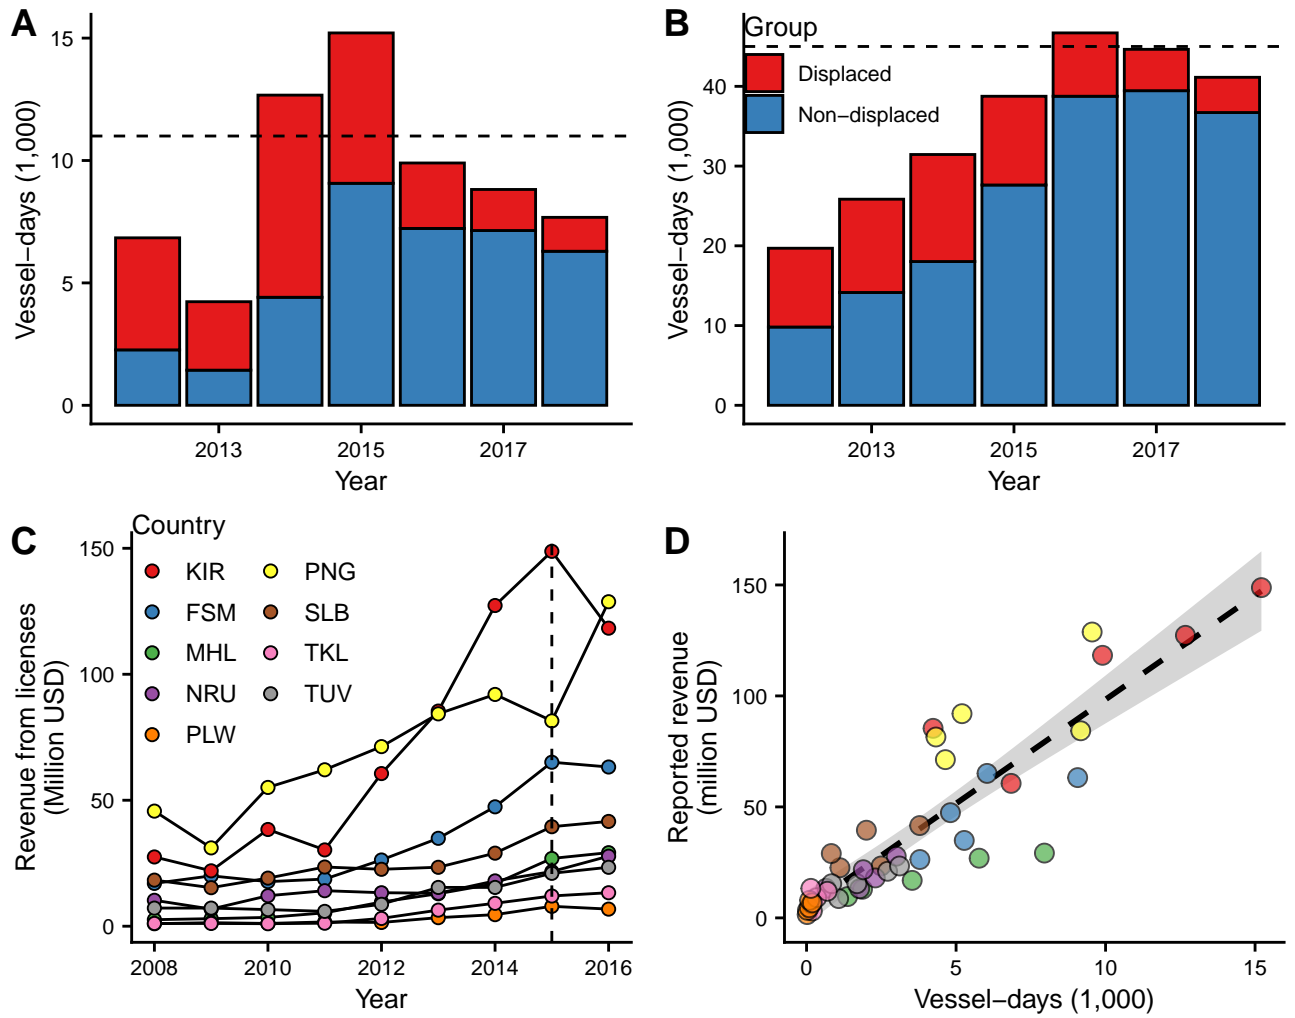 A
Vessel−days (1,000)
15
10
5
0
2013
2015
2017
Year
B
Group
Displaced
Non−displaced
Vessel−days (1,000)
40
30
20
10
0
2013
2015
2017
Year
C
Country
KIR
FSM
MHL
NRU
PLW
PNG
SLB
TKL
TUV
Revenue from licenses
(Million USD)
150
100
50
0
2008
2010
2012
2014
2016
Year
D
Reported revenue
(million USD)
150
100
50
0
0
5
10
15
Vessel−days (1,000)